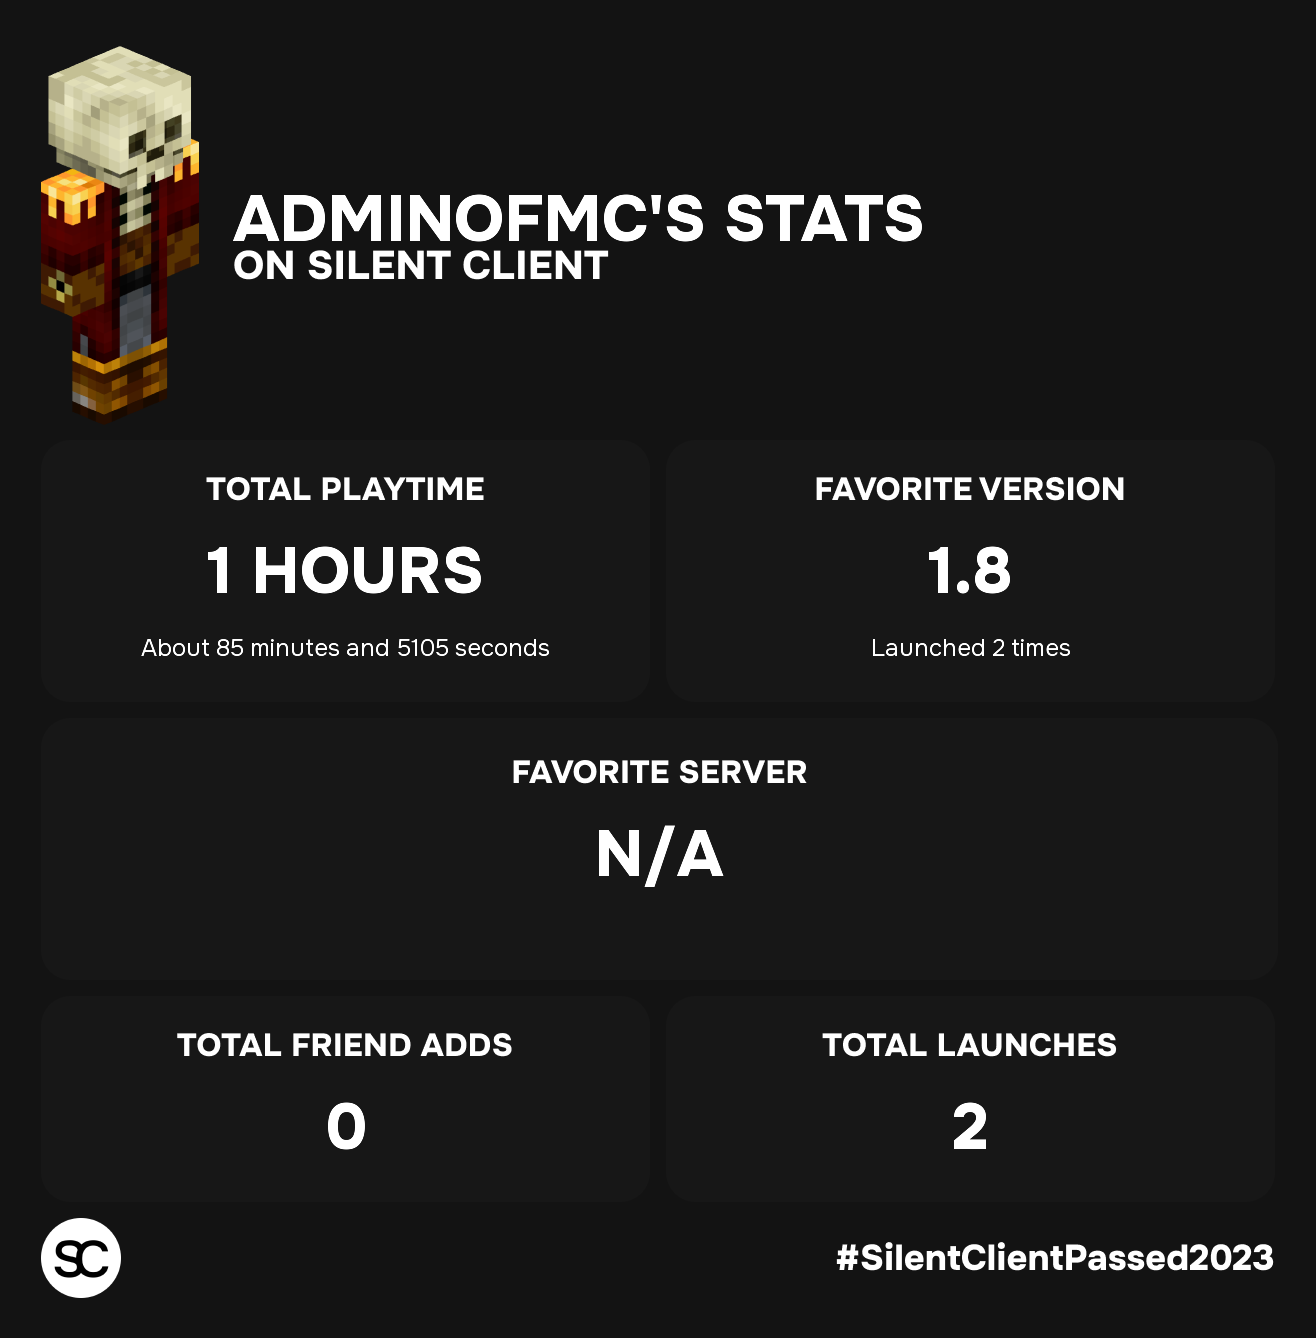 ADMINOFMC'S STATS
ON SILENT CLIENT
TOTAL PLAYTIME
1 HOURS
About 85 minutes and 5105 seconds
FAVORITE VERSION
1.8
Launched 2 times
FAVORITE SERVER
N/A
TOTAL FRIEND ADDS
0
TOTAL LAUNCHES
2
SC
#SilentClientPassed2023